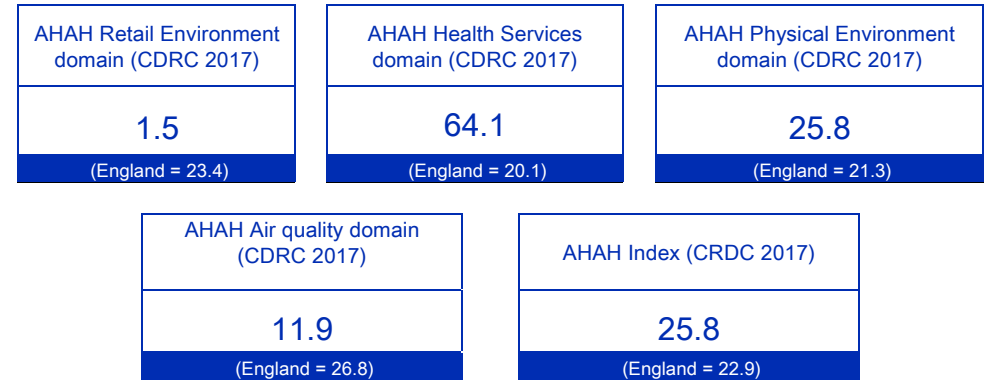 AHAH Retail Environment
domain (CDRC 2017)
1.5
(England = 23.4)
AHAH Health Services
domain (CDRC 2017)
64.1
(England = 20.1)
AHAH Physical Environment
domain (CDRC 2017)
25.8
(England = 21.3)
AHAH Air quality domain
(CDRC 2017)
11.9
(England = 26.8)
AHAH Index (CRDC 2017)
25.8
(England = 22.9)